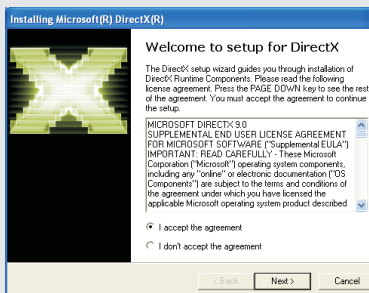 Installing Microsoft(R) DirectX(R)
Welcome to setup for DirectX
The DirectX setup wizard guides you through installation of
DirectX Runtime Components. Please read the following
license agreement. Press the PAGE DOWN key to see the rest
of the agreement. You must accept the agreement to continue
the setup.
MICROSOFT DIRECTX 9.0
SUPPLEMENTAL END USER LICENSE AGREEMENT
FOR MICROSOFT SOFTWARE ("Supplemental EULA")
IMPORTANT: READ CAREFULLY - These Microsoft
Corporation ("Microsoft") operating system components,
including any "online" or electronic documentation ("OS
Components") are subject to the terms and conditions of
the agreement under which you have licensed the
applicable Microsoft operating system product described
I accept the agreement
I don't accept the agreement
< Back Next > Cancel